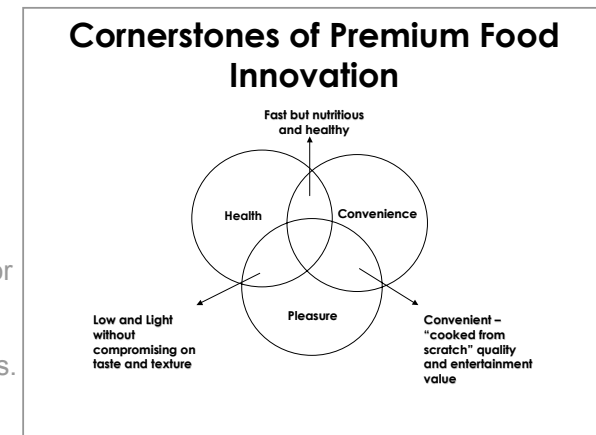 Cornerstones of Premium Food
Innovation
Fast but nutritious
and healthy
Health
Convenience
Pleasure
or
s.
Low and Light
without
compromising on
taste and texture
Convenient –
“cooked from
scratch” quality
and entertainment
value